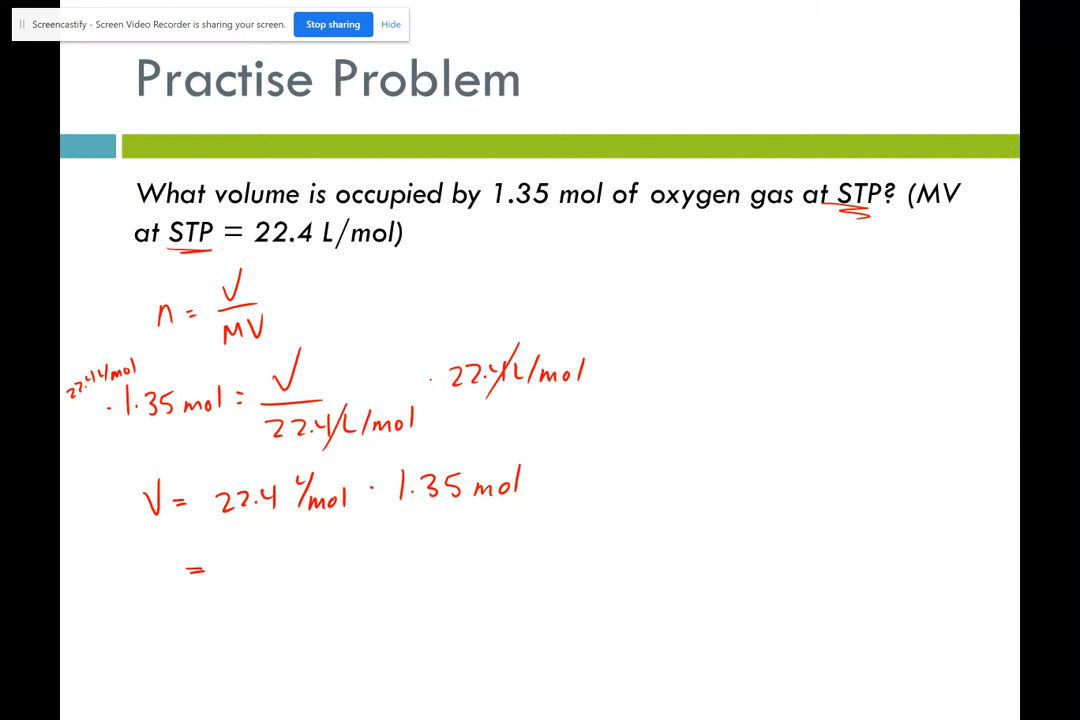 Screencastify - Screen Video Recorder is sharing your screen. Stop sharing Hide
Practise Problem
What volume is occupied by 1.35 mol of oxygen gas at STP? (MV
at STP = 22.4 L/mol)
n = V / MV
22.4 L/mol · 1.35 mol = V / 22.4 L/mol · 22.4 L/mol
V = 22.4 L/mol · 1.35 mol
=